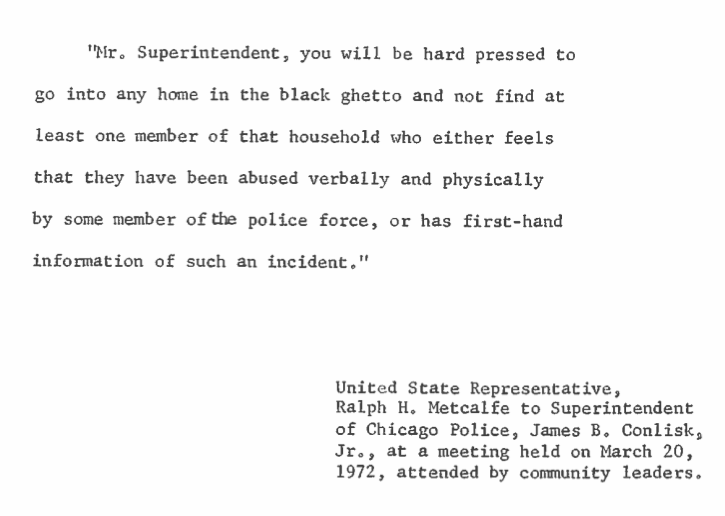 "Mr. Superintendent, you will be hard pressed to
go into any home in the black ghetto and not find at
least one member of that household who either feels
that they have been abused verbally and physically
by some member of the police force, or has first-hand
information of such an incident."
United State Representative,
Ralph H. Metcalfe to Superintendent
of Chicago Police, James B. Conlisk,
Jr., at a meeting held on March 20,
1972, attended by community leaders.